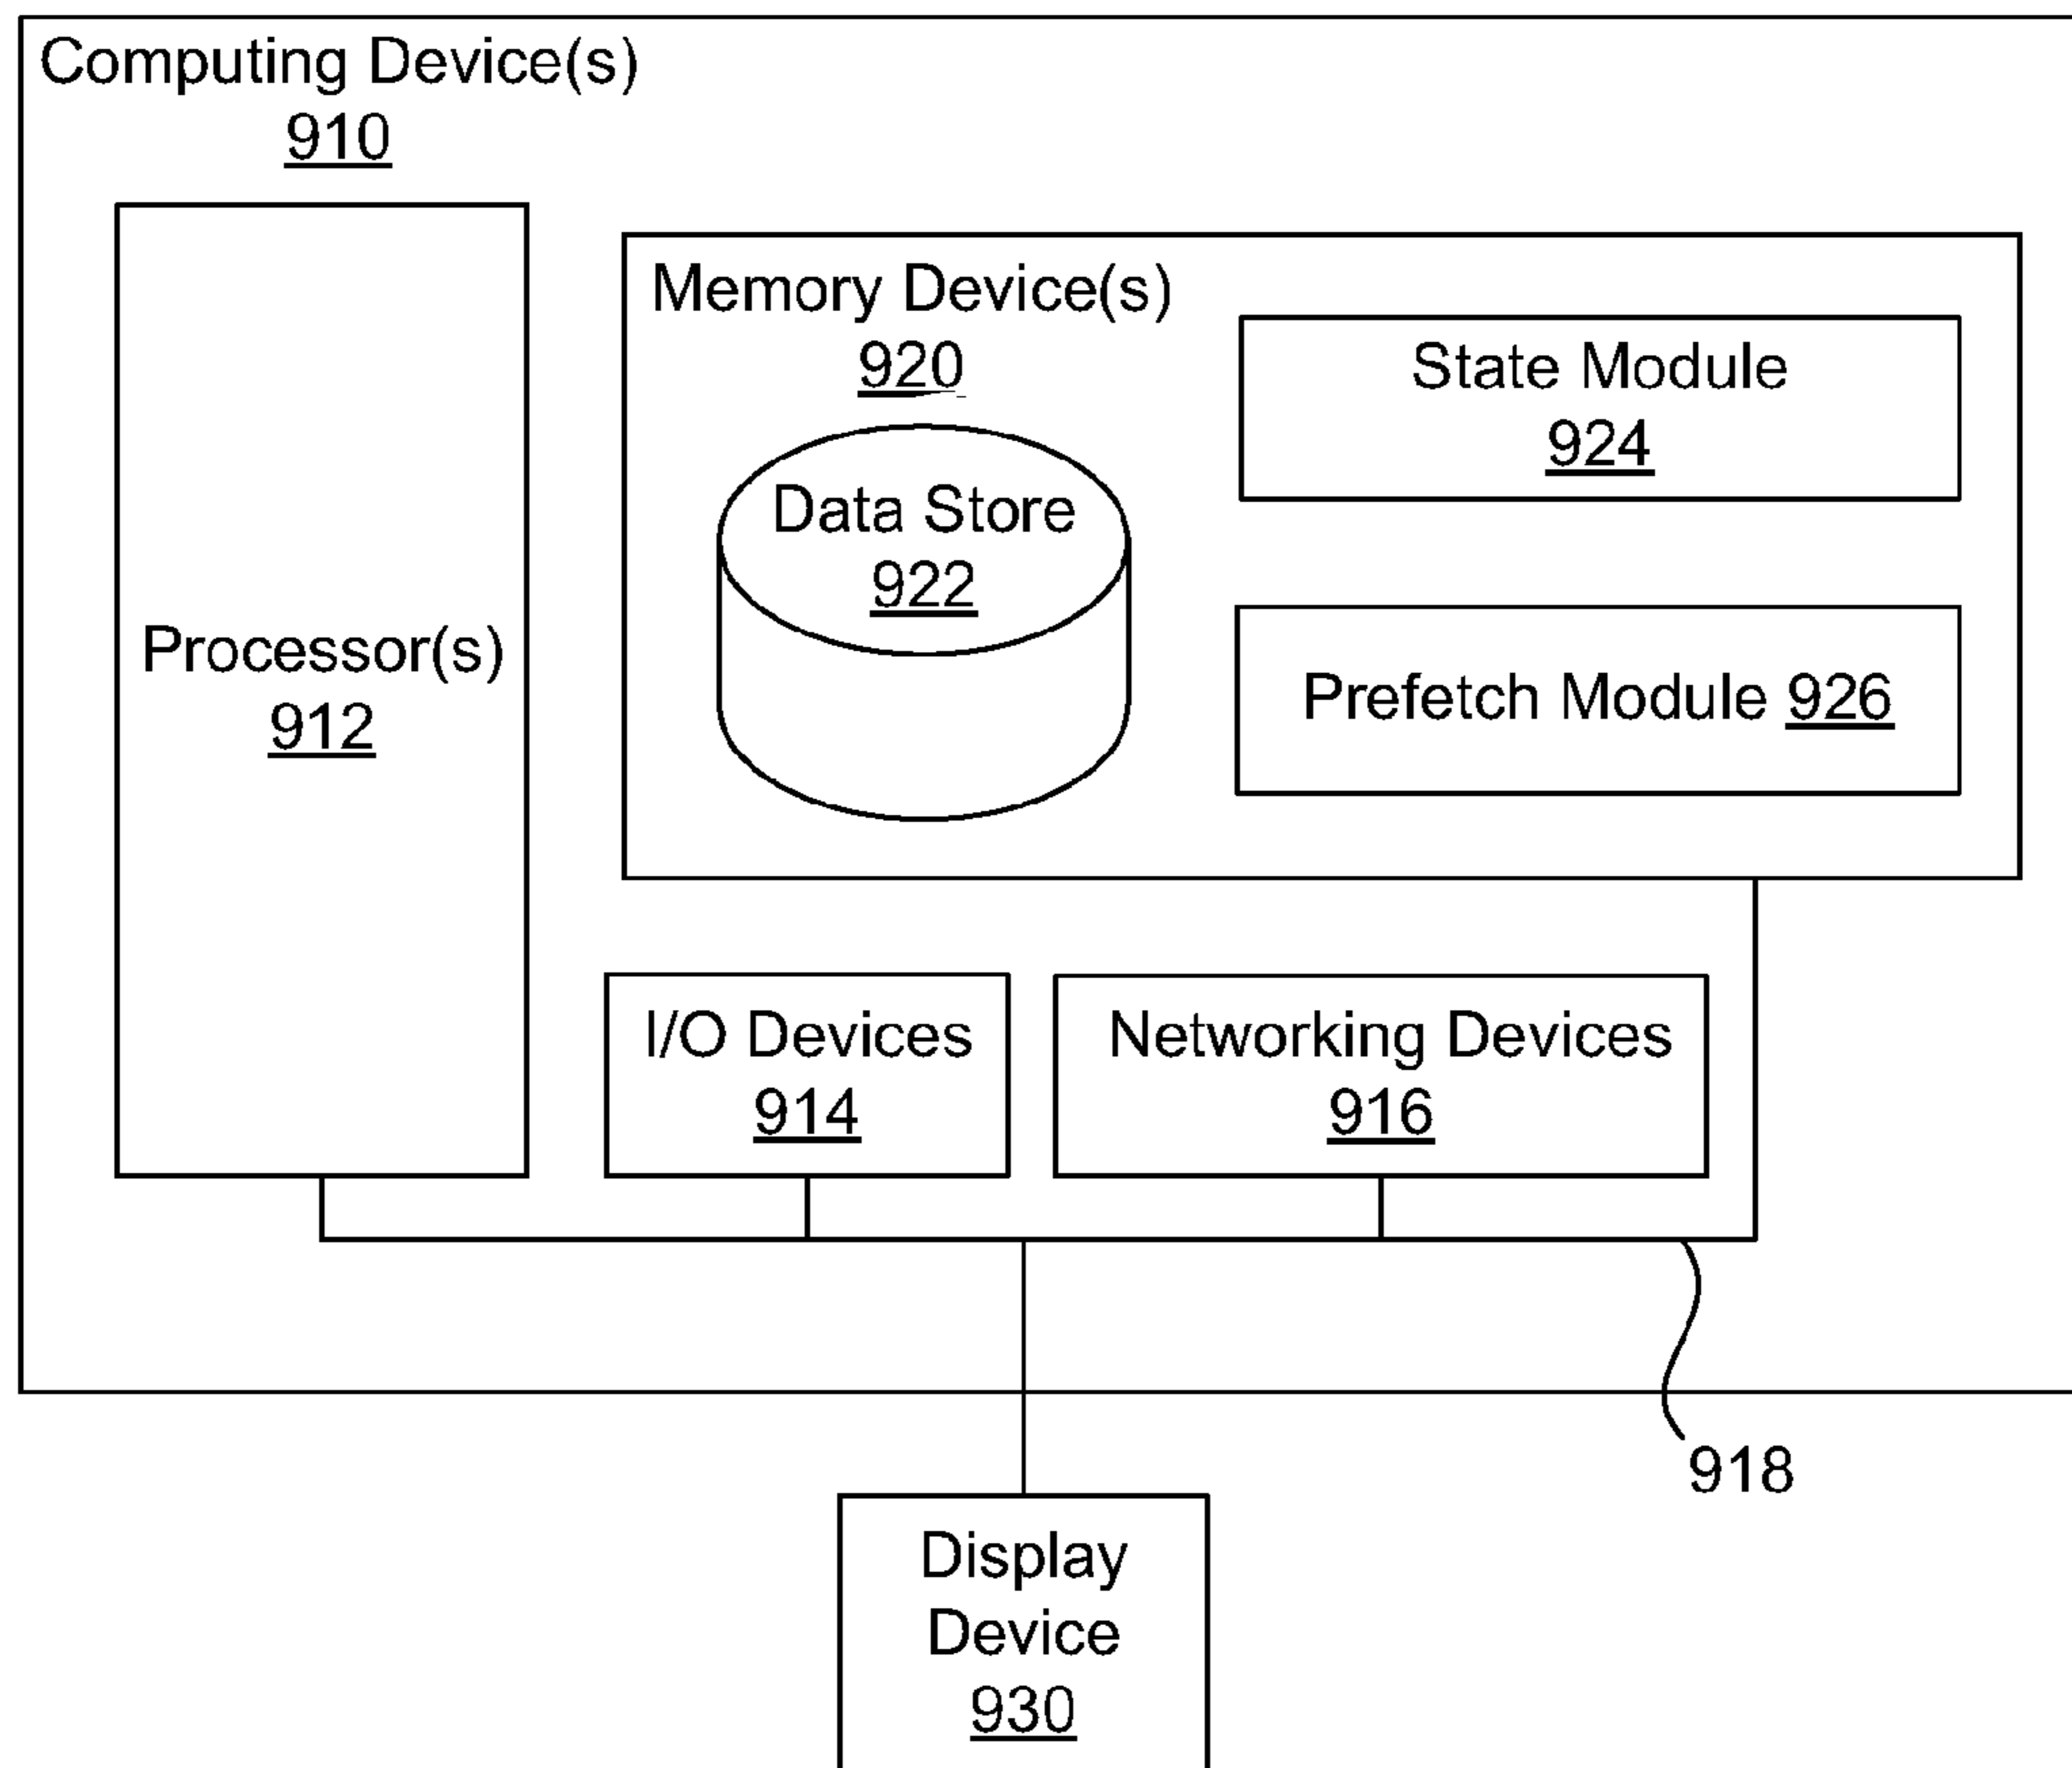 Computing Device(s)
910
Memory Device(s)
920
State Module
924
Data Store
922
Processor(s)
912
Prefetch Module 926
I/O Devices
914
Networking Devices
916
918
Display
Device
930